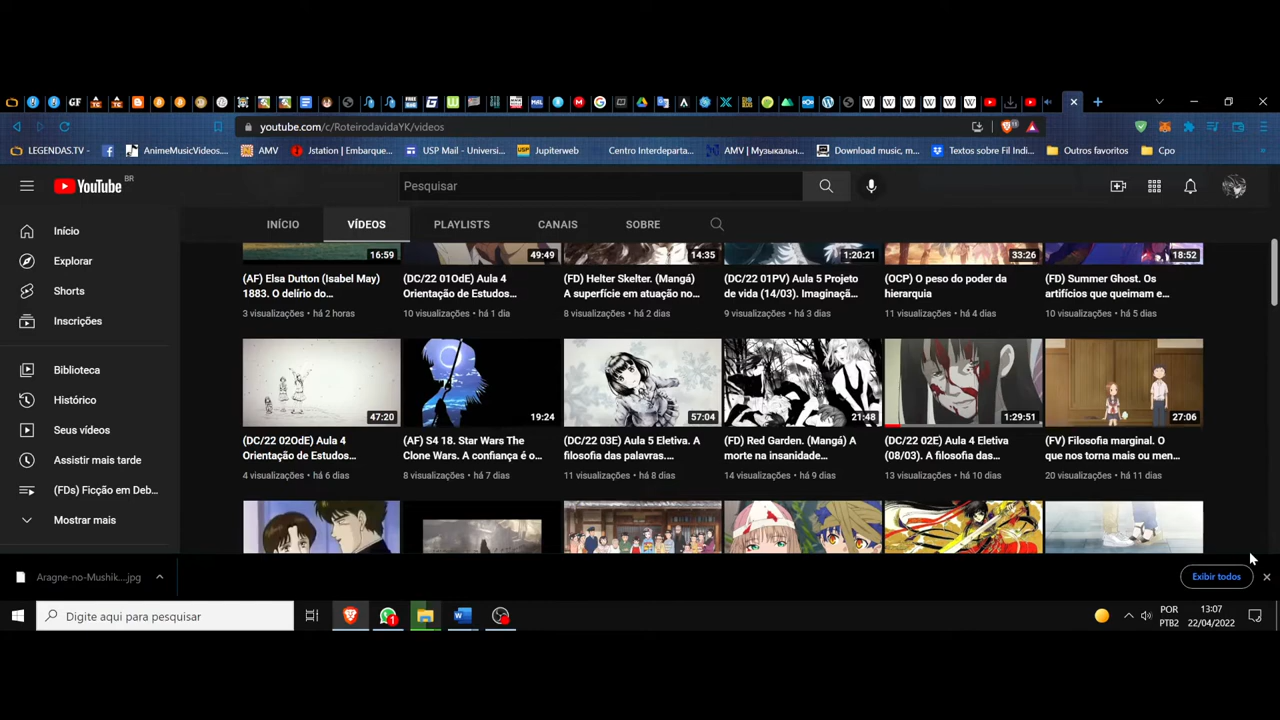 youtube.com/c/RoteirodavidaYK/videos
11
LEGENDAS.TV - AnimeMusicVideos... AMV Jstation | Embarque... USP Mail - Universi... Jupiterweb Centro Interdeparta... AMV | Музыкальн... Download music, m... Textos sobre Fil Indi... Outros favoritos Cpo
YouTube BR
Pesquisar
INÍCIO VÍDEOS PLAYLISTS CANAIS SOBRE
Início
Explorar
Shorts
Inscrições
Biblioteca
Histórico
Seus vídeos
Assistir mais tarde
(FDs) Ficção em Deb...
Mostrar mais
16:59
(AF) Elsa Dutton (Isabel May)
1883. O delírio do...
3 visualizações • há 2 horas
49:49
(DC/22 01OdE) Aula 4
Orientação de Estudos...
10 visualizações • há 1 dia
14:35
(FD) Helter Skelter. (Mangá)
A superfície em atuação no...
8 visualizações • há 2 dias
1:20:21
(DC/22 01PV) Aula 5 Projeto
de vida (14/03). Imaginaçã...
9 visualizações • há 3 dias
33:26
(OCP) O peso do poder da
hierarquia
11 visualizações • há 4 dias
18:52
(FD) Summer Ghost. Os
artifícios que queimam e...
10 visualizações • há 5 dias
47:20
(DC/22 02OdE) Aula 4
Orientação de Estudos...
4 visualizações • há 6 dias
19:24
(AF) S4 18. Star Wars The
Clone Wars. A confiança é o...
8 visualizações • há 7 dias
57:04
(DC/22 03E) Aula 5 Eletiva. A
filosofia das palavras....
11 visualizações • há 8 dias
21:48
(FD) Red Garden. (Mangá) A
morte na insanidade...
14 visualizações • há 9 dias
1:29:51
(DC/22 02E) Aula 4 Eletiva
(08/03). A filosofia das...
13 visualizações • há 10 dias
27:06
(FV) Filosofia marginal. O
que nos torna mais ou men...
20 visualizações • há 11 dias
Aragne-no-Mushik....jpg
Exibir todos
Digite aqui para pesquisar
1
POR
PTB2
13:07
22/04/2022